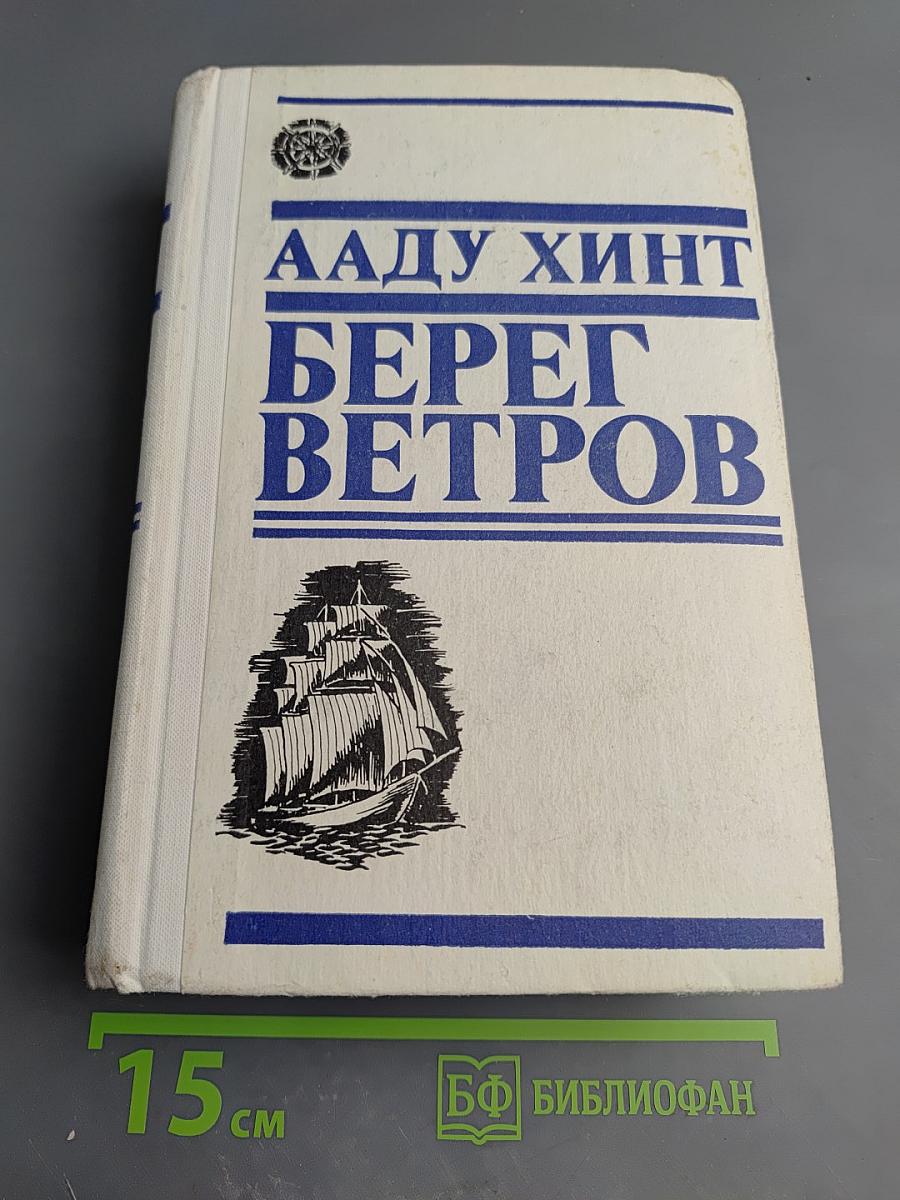 ААДУ ХИНТ
БЕРЕГ
ВЕТРОВ
15 см
БФ БИБЛИОФАН